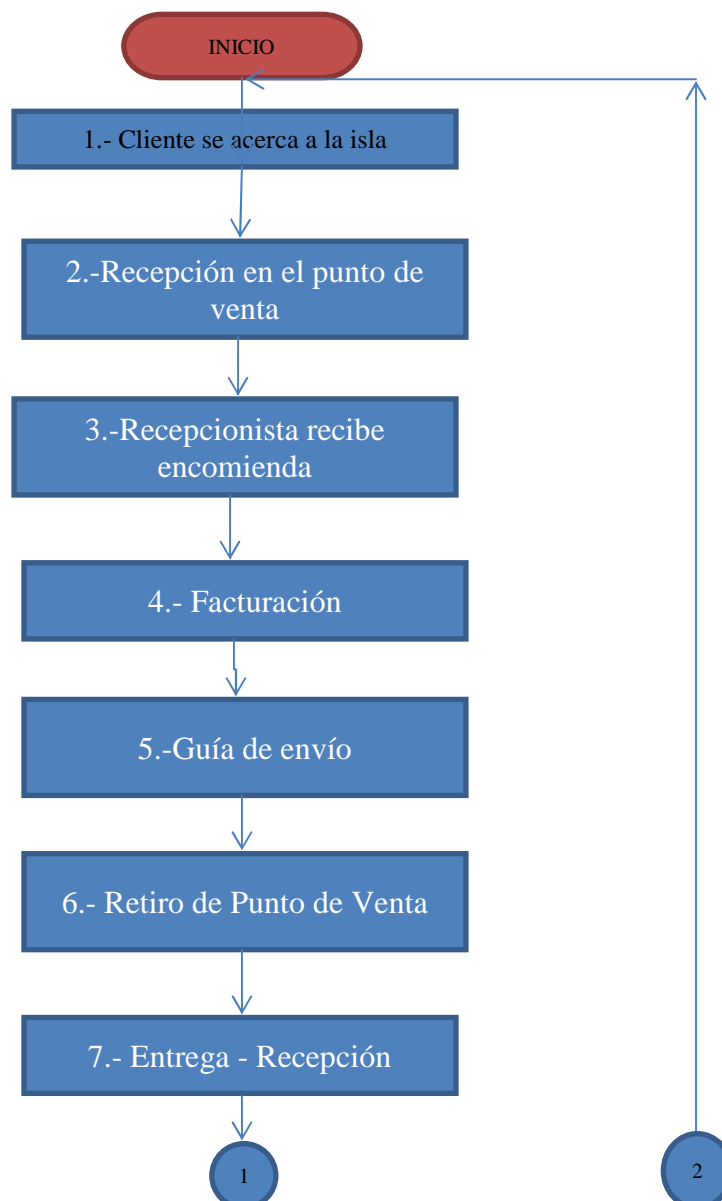 INICIO
1.- Cliente se acerca a la isla
2.-Recepción en el punto de
venta
3.-Recepcionista recibe
encomienda
4.- Facturación
5.-Guía de envío
6.- Retiro de Punto de Venta
7.- Entrega - Recepción
1
2